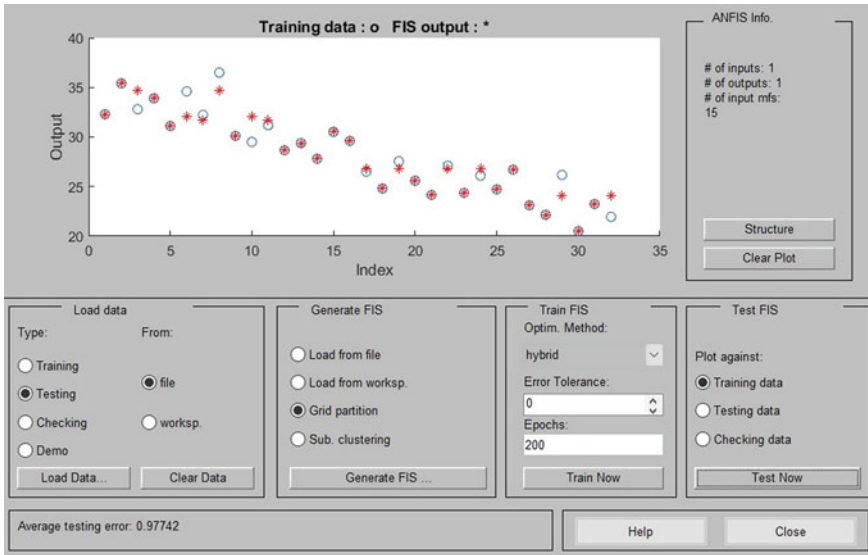 Training data : o   FIS output : *
40
35
30
25
20
Output
0
5
10
15
20
25
30
35
Index
ANFIS Info.
# of inputs: 1
# of outputs: 1
# of input mfs:
15
Structure
Clear Plot
Load data
Type:
From:
Training
Testing
Checking
Demo
file
worksp.
Load Data...
Clear Data
Generate FIS
Load from file
Load from worksp.
Grid partition
Sub. clustering
Generate FIS ...
Train FIS
Optim. Method:
hybrid
Error Tolerance:
0
Epochs:
200
Train Now
Test FIS
Plot against:
Training data
Testing data
Checking data
Test Now
Average testing error: 0.97742
Help
Close